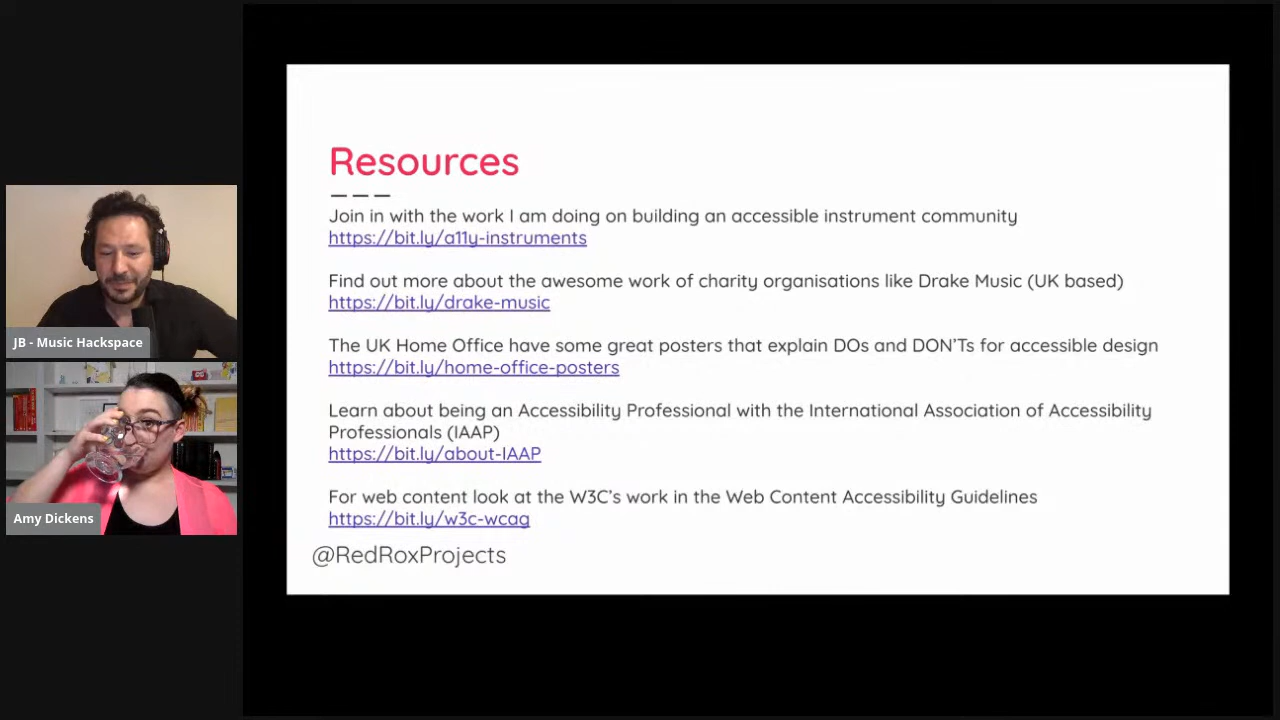 Resources
Join in with the work I am doing on building an accessible instrument community
https://bit.ly/a11y-instruments
Find out more about the awesome work of charity organisations like Drake Music (UK based)
https://bit.ly/drake-music
The UK Home Office have some great posters that explain DOs and DON'Ts for accessible design
https://bit.ly/home-office-posters
Learn about being an Accessibility Professional with the International Association of Accessibility
Professionals (IAAP)
https://bit.ly/about-IAAP
For web content look at the W3C's work in the Web Content Accessibility Guidelines
https://bit.ly/w3c-wcag
@RedRoxProjects
JB - Music Hackspace
Amy Dickens